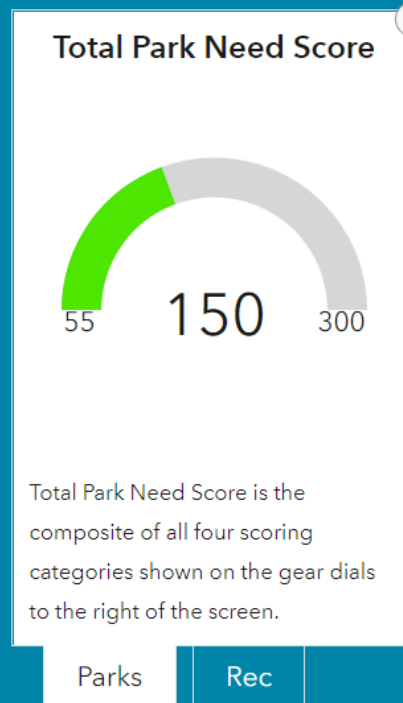 Total Park Need Score
55
150
300
Total Park Need Score is the
composite of all four scoring
categories shown on the gear dials
to the right of the screen.
Parks
Rec